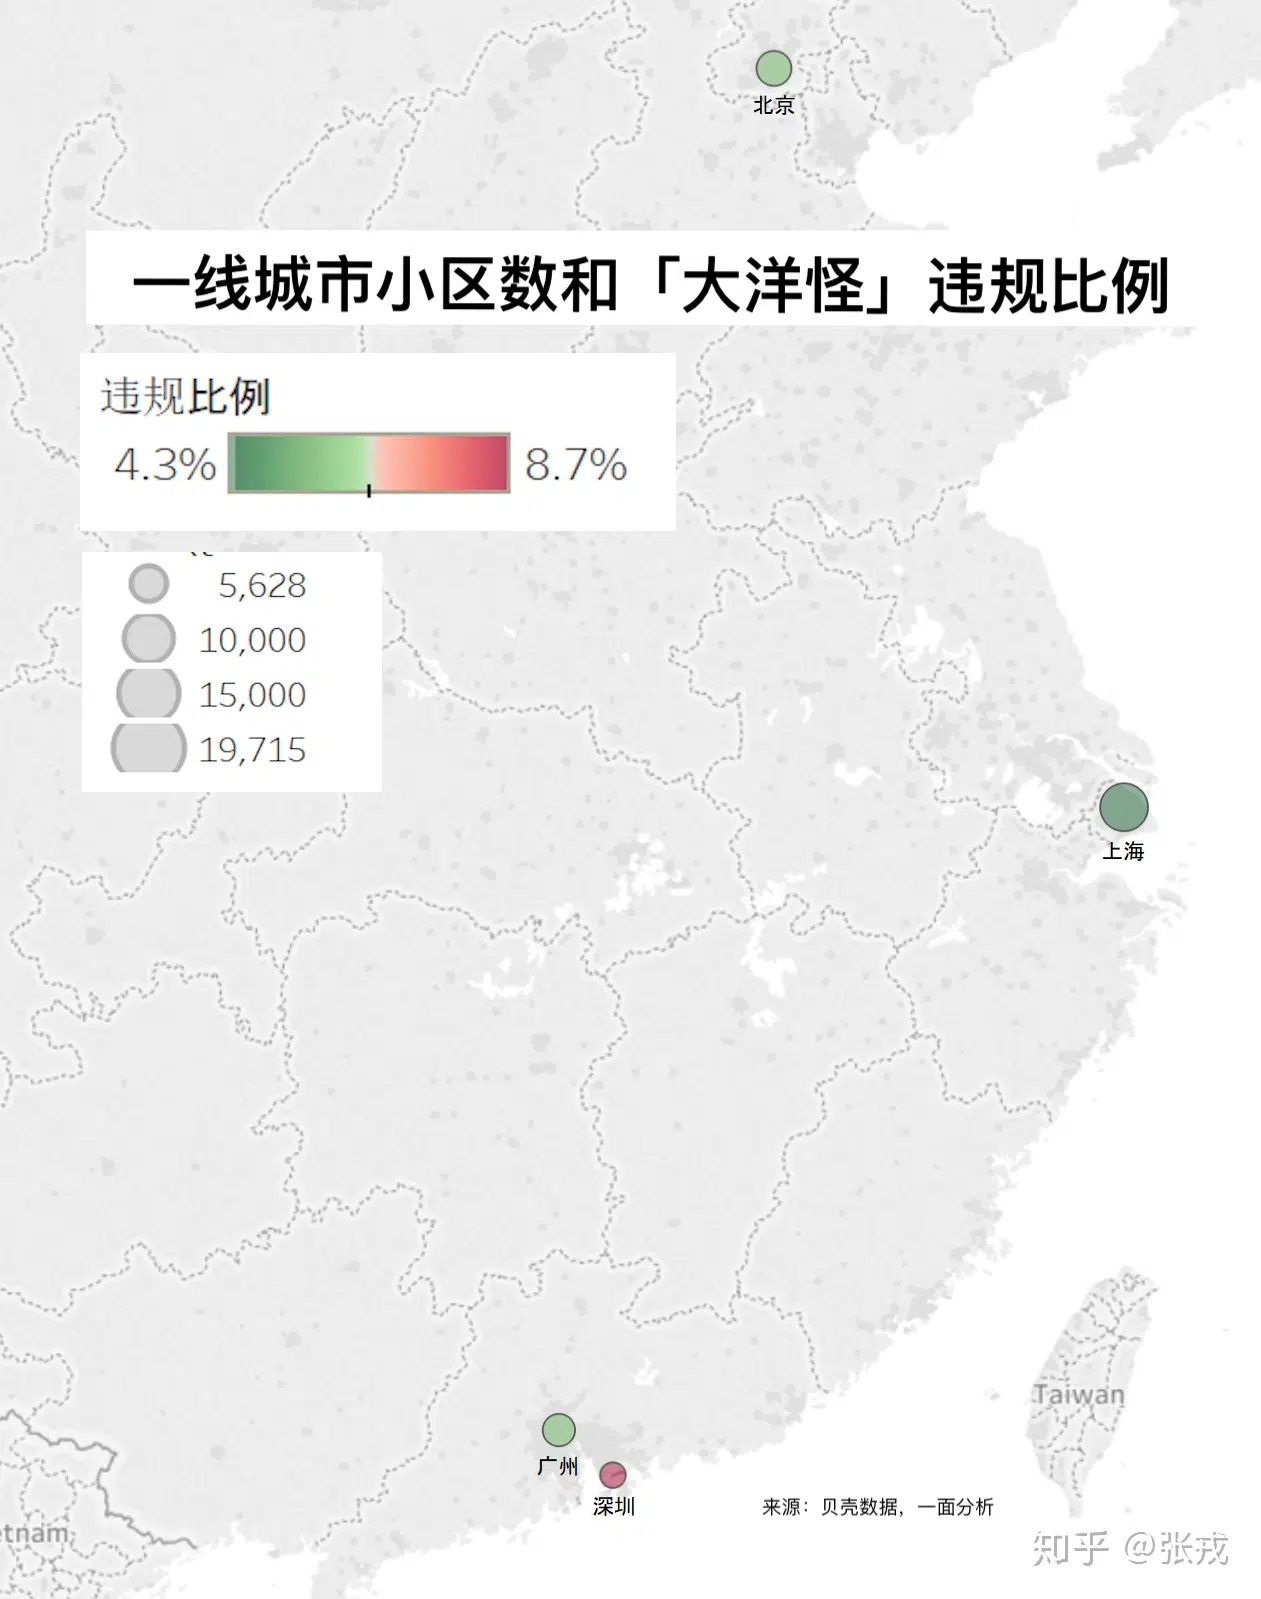 北京
一线城市小区数和「大洋怪」违规比例
违规比例
4.3% 8.7%
5,628
10,000
15,000
19,715
上海
Taiwan
广州
深圳
来源：贝壳数据，一面分析
etnam
知乎 @张戎